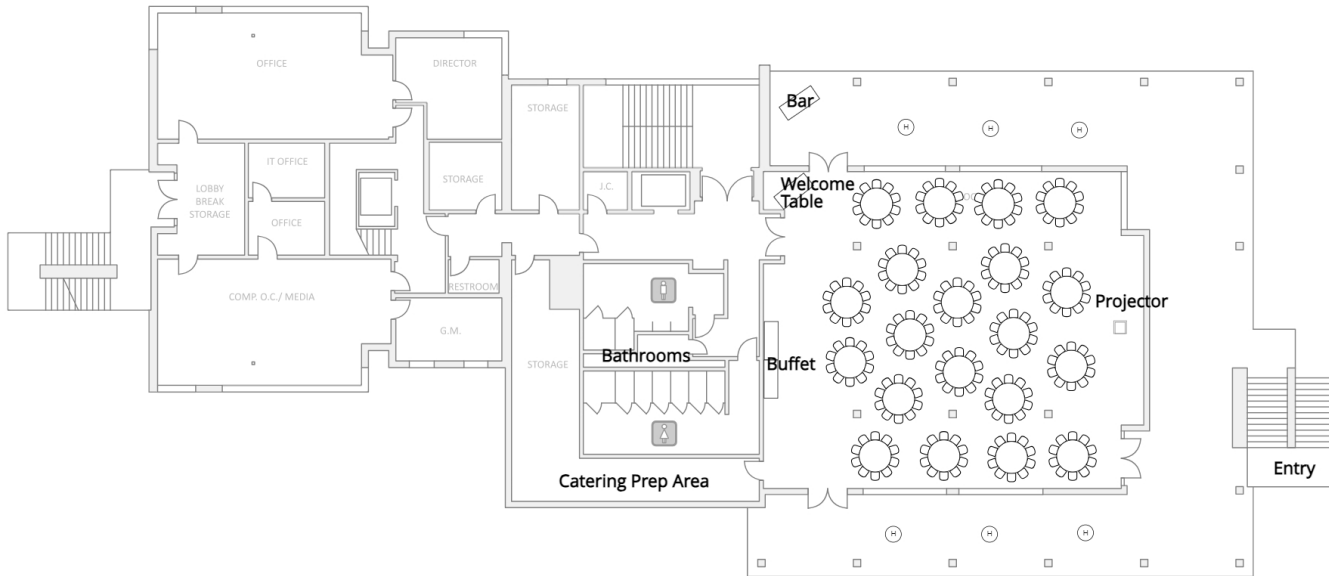 OFFICE
DIRECTOR
STORAGE
Bar
H
H
H
IT OFFICE
LOBBY
BREAK
STORAGE
STORAGE
J.C.
Welcome
Table
OFFICE
COMP. O.C./ MEDIA
RESTROOM
G.M.
Projector
STORAGE
Bathrooms
Buffet
Catering Prep Area
Entry
H
H
H